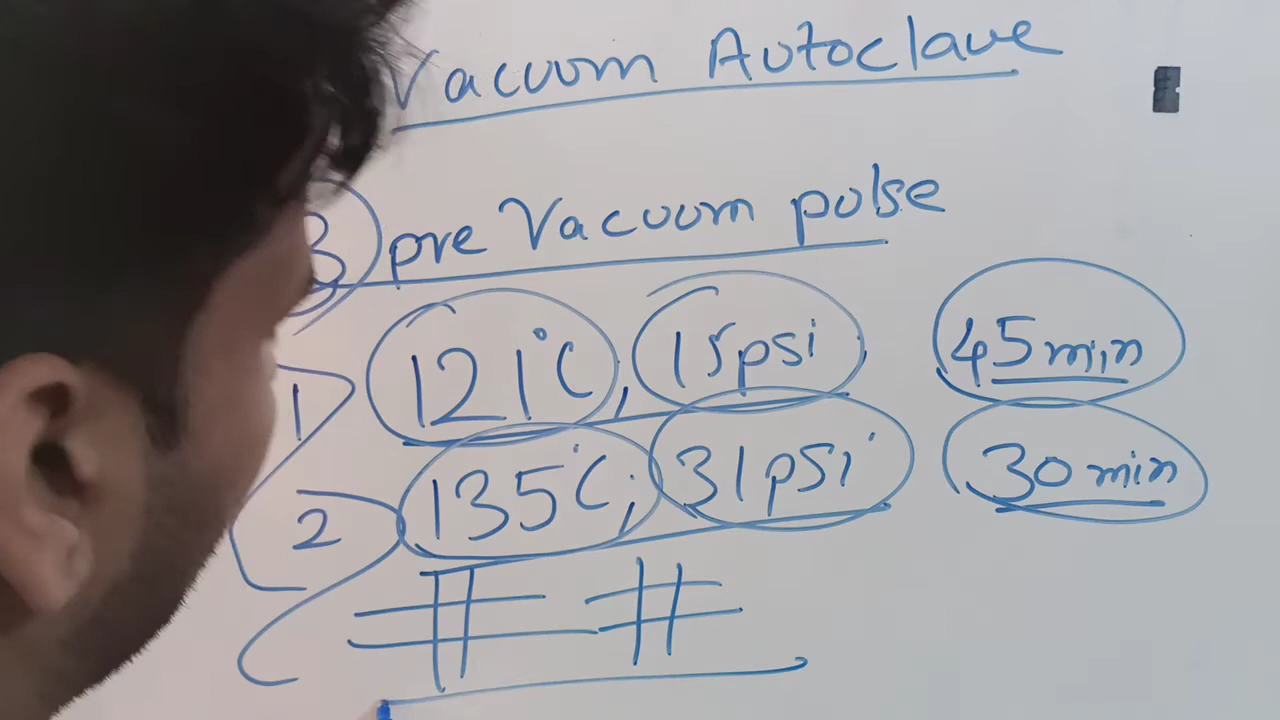 Vacuum Autoclave
3 pre Vacuum pulse
1 121°C, 15psi 45min
2 135°C, 31psi 30min
# #